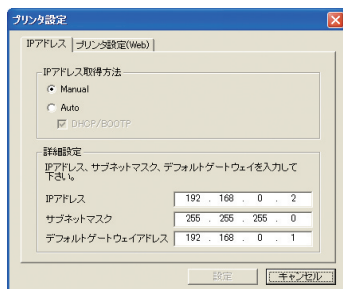 プリンタ設定
IPアドレス プリンタ設定(Web)
IPアドレス取得方法
Manual
Auto
DHCP/BOOTP
詳細設定
IPアドレス、サブネットマスク、デフォルトゲートウェイを入力して
下さい。
IPアドレス 192 . 168 . 0 . 2
サブネットマスク 255 . 255 . 255 . 0
デフォルトゲートウェイアドレス 192 . 168 . 0 . 1
設定 キャンセル